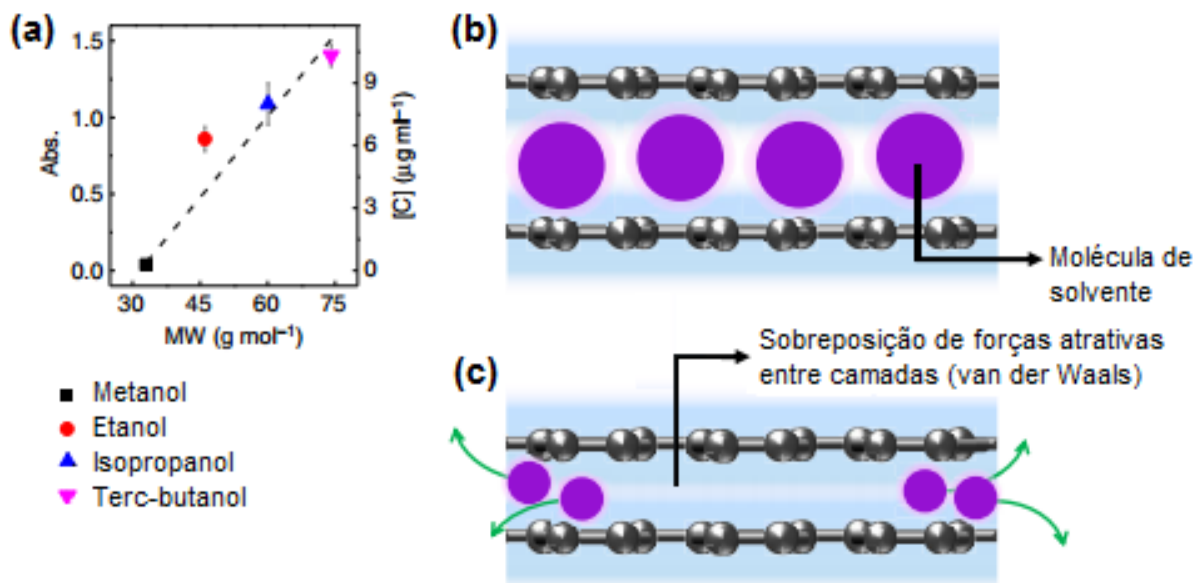 (a)
1.5
1.0
0.5
0.0
Abs.
9
6
3
0
[C] (μg ml⁻¹)
30
45
60
75
MW (g mol⁻¹)
Metanol
Etanol
Isopropanol
Terc-butanol
(b)
Molécula de
solvente
Sobreposição de forças atrativas
entre camadas (van der Waals)
(c)